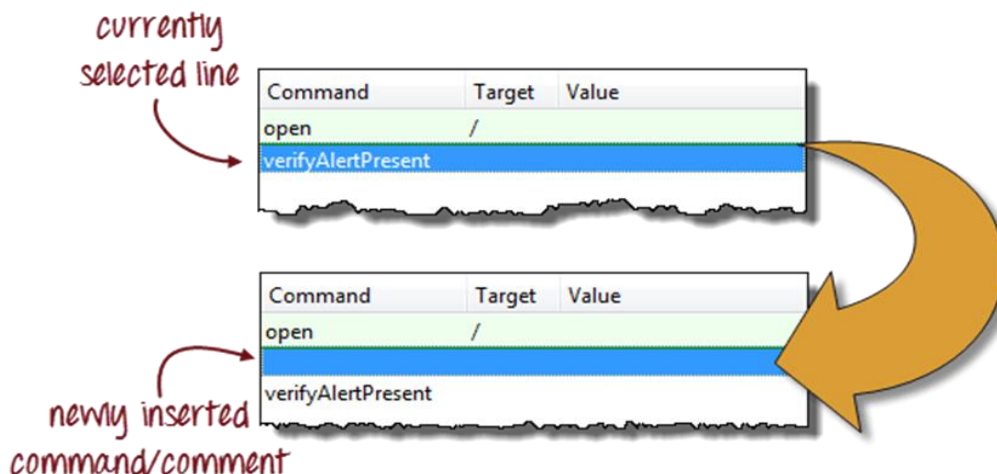 currently
selected line
Command Target Value
open /
verifyAlertPresent
Command Target Value
open /
verifyAlertPresent
newly inserted
command/comment